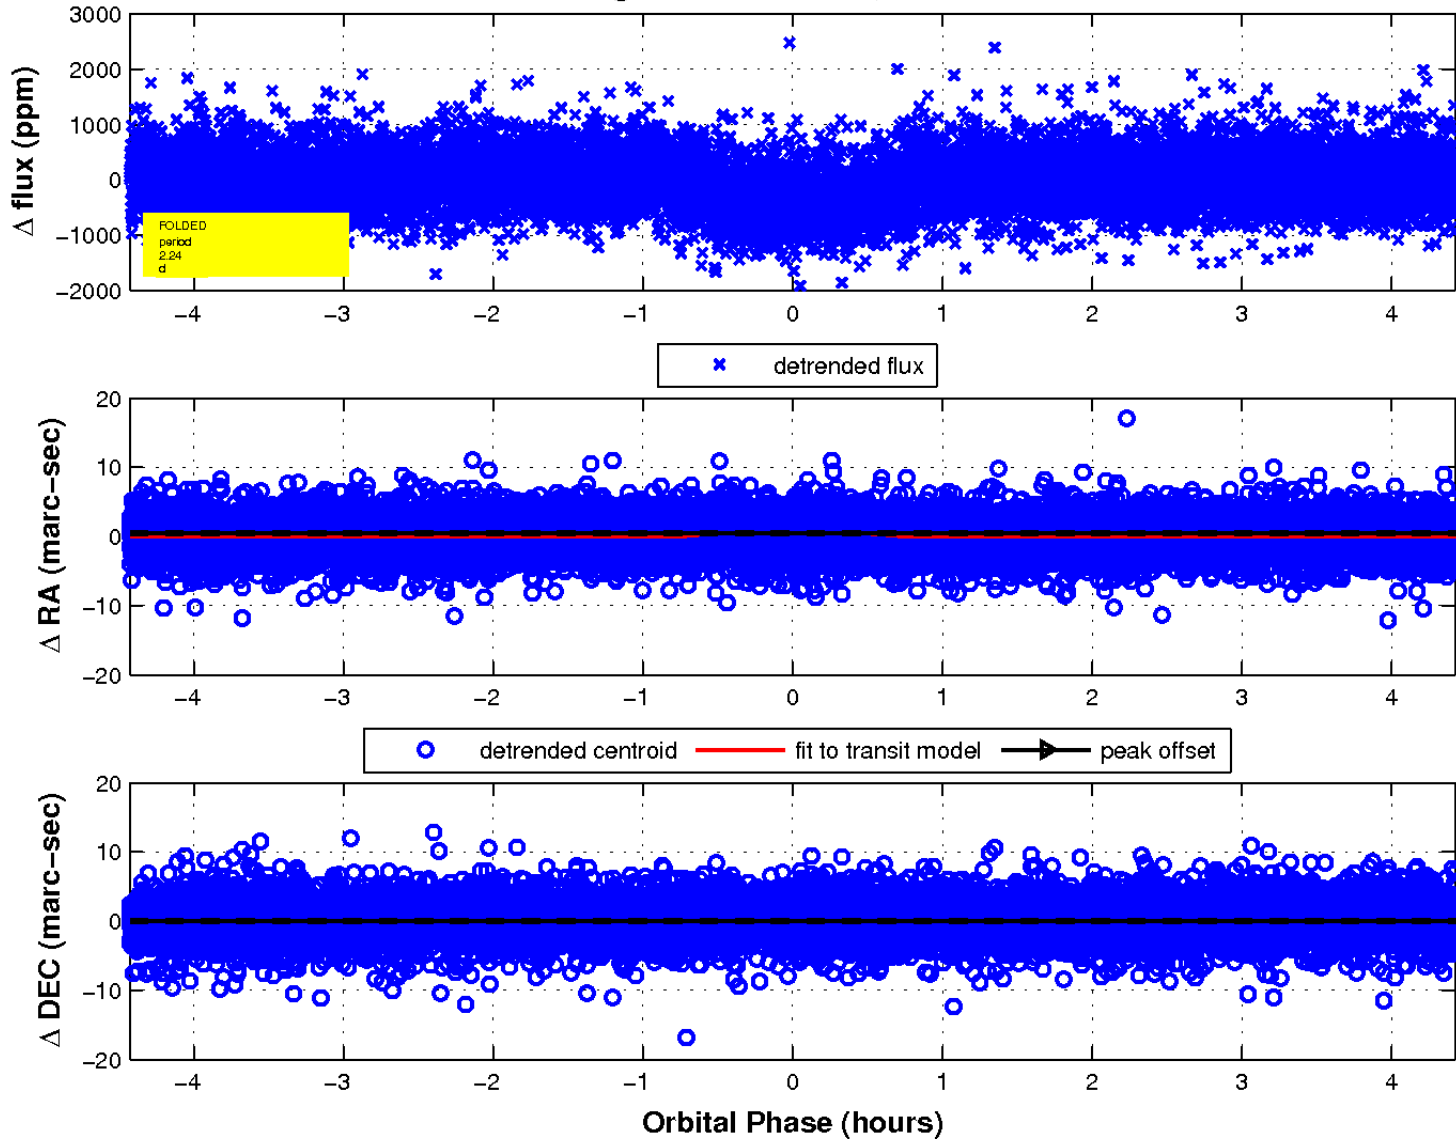 3000
2000
1000
0
−1000
−2000
Δ flux (ppm)
FOLDED
period
2.24
d
−4 −3 −2 −1 0 1 2 3 4
detrended flux
20
10
0
−10
−20
Δ RA (marc−sec)
−4 −3 −2 −1 0 1 2 3 4
detrended centroid fit to transit model peak offset
20
10
0
−10
−20
Δ DEC (marc−sec)
−4 −3 −2 −1 0 1 2 3 4
Orbital Phase (hours)